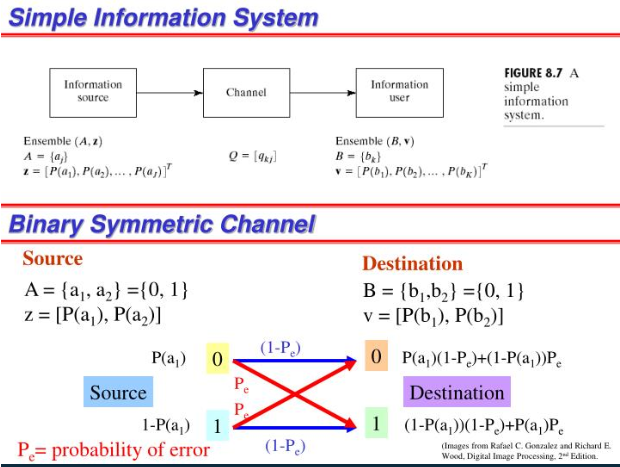 Simple Information System
Information
source
Channel
Information
user
FIGURE 8.7 A
simple
information
system.
Ensemble (A, z)
A = {aⱼ}
z = [P(a₁), P(a₂), ... , P(a_J)]ᵀ
Q = [qₖⱼ]
Ensemble (B, v)
B = {bₖ}
v = [P(b₁), P(b₂), ... , P(b_K)]ᵀ
Binary Symmetric Channel
Source
A = {a₁, a₂} ={0, 1}
z = [P(a₁), P(a₂)]
Destination
B = {b₁,b₂} ={0, 1}
v = [P(b₁), P(b₂)]
P(a₁) 0 (1-Pₑ) 0 P(a₁)(1-Pₑ)+(1-P(a₁))Pₑ
Pₑ
Source Destination
Pₑ
1-P(a₁) 1 (1-Pₑ) 1 (1-P(a₁))(1-Pₑ)+P(a₁)Pₑ
Pₑ= probability of error
(Images from Rafael C. Gonzalez and Richard E.
Wood, Digital Image Processing, 2ⁿᵈ Edition.